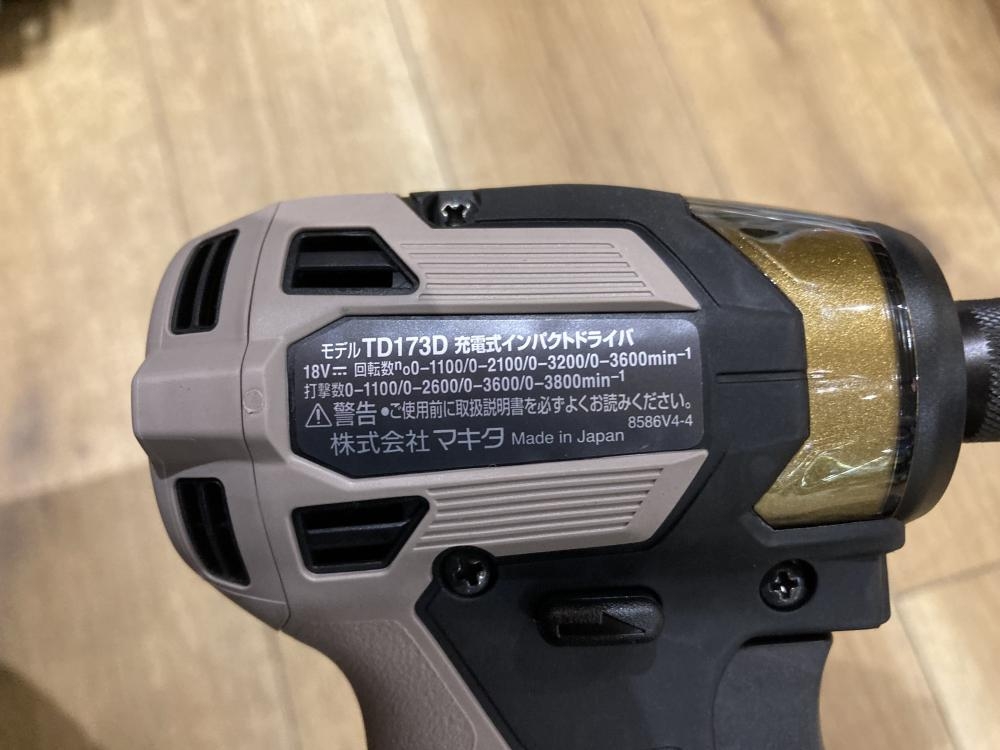 モデル TD173D 充電式インパクトドライバ
18V⎓ 回転数n₀0−1100/0−2100/0−3200/0−3600min⁻¹
打撃数0−1100/0−2600/0−3600/0−3800min⁻¹
⚠警告 •ご使用前に取扱説明書を必ずよくお読みください。
8586V4-4
株式会社 マキタ Made in Japan